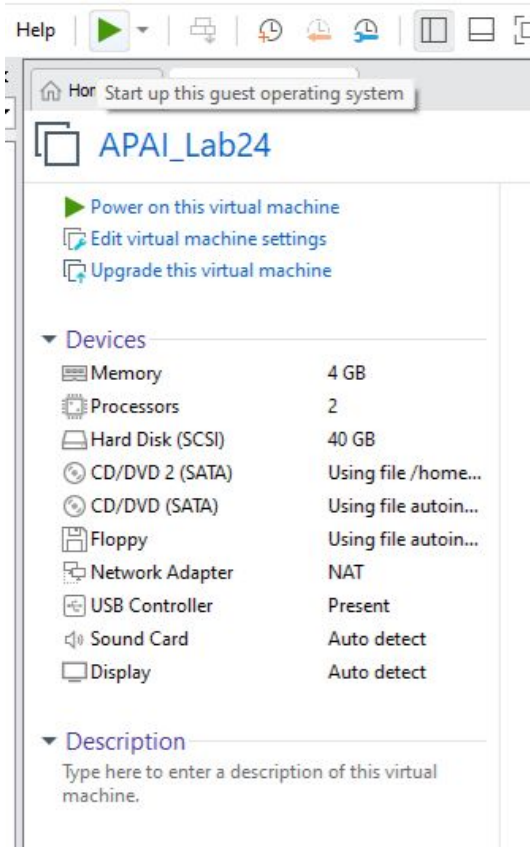 Help
Start up this guest operating system
APAI_Lab24
Power on this virtual machine
Edit virtual machine settings
Upgrade this virtual machine
Devices
Memory 4 GB
Processors 2
Hard Disk (SCSI) 40 GB
CD/DVD 2 (SATA) Using file /home...
CD/DVD (SATA) Using file autoin...
Floppy Using file autoin...
Network Adapter NAT
USB Controller Present
Sound Card Auto detect
Display Auto detect
Description
Type here to enter a description of this virtual
machine.